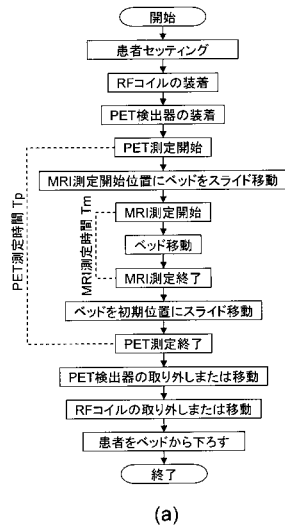 開始
患者セッティング
RFコイルの装着
PET検出器の装着
PET測定開始
MRI測定開始位置にベッドをスライド移動
MRI測定開始
ベッド移動
MRI測定終了
ベッドを初期位置にスライド移動
PET測定終了
PET検出器の取り外しまたは移動
RFコイルの取り外しまたは移動
患者をベッドから下ろす
終了
PET測定時間 Tp
MRI測定時間 Tm
(a)